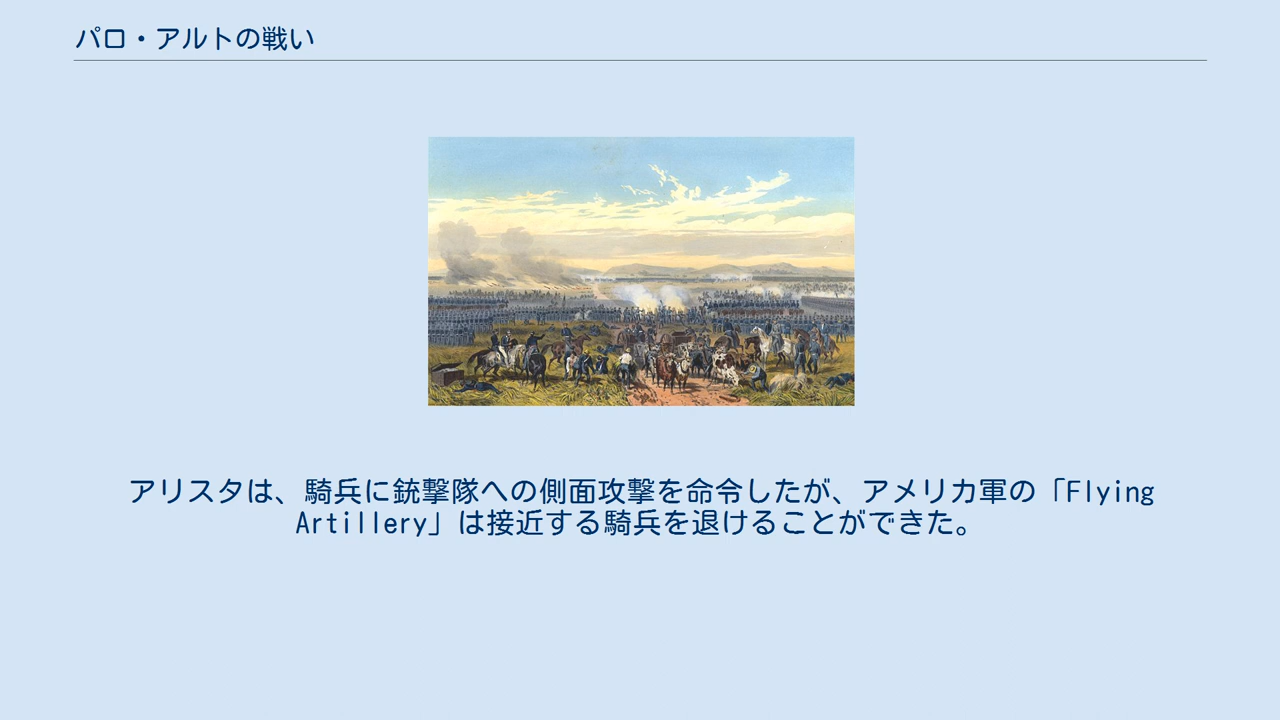 パロ・アルトの戦い
アリスタは、騎兵に銃撃隊への側面攻撃を命令したが、アメリカ軍の「Flying
Artillery」は接近する騎兵を退けることができた。